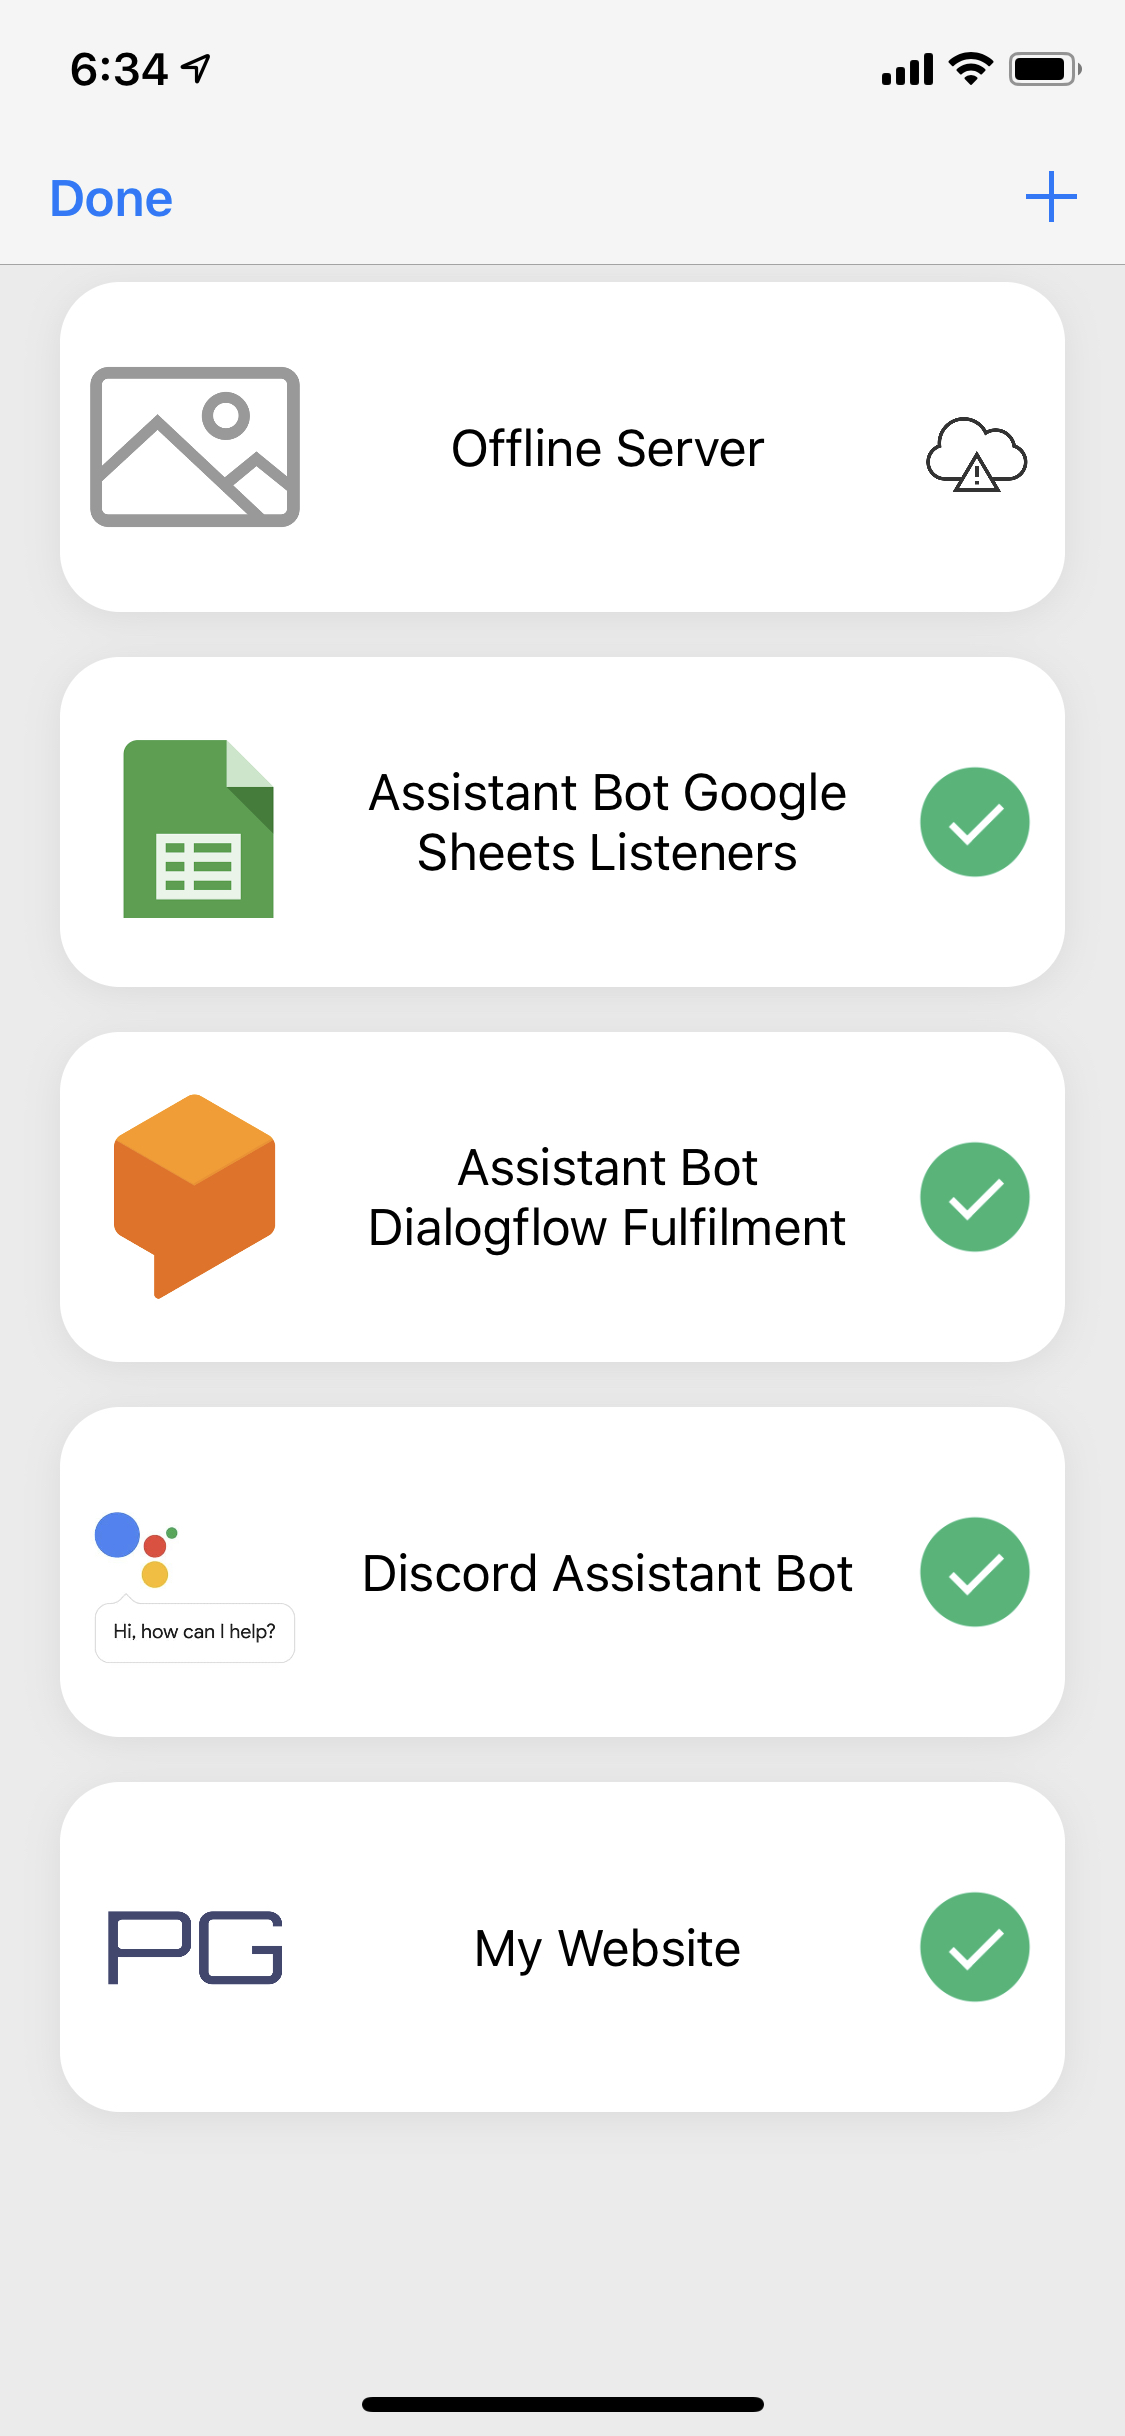 6:34
Done
Offline Server
Assistant Bot Google
Sheets Listeners
Assistant Bot
Dialogflow Fulfilment
Discord Assistant Bot
Hi, how can I help?
PG
My Website